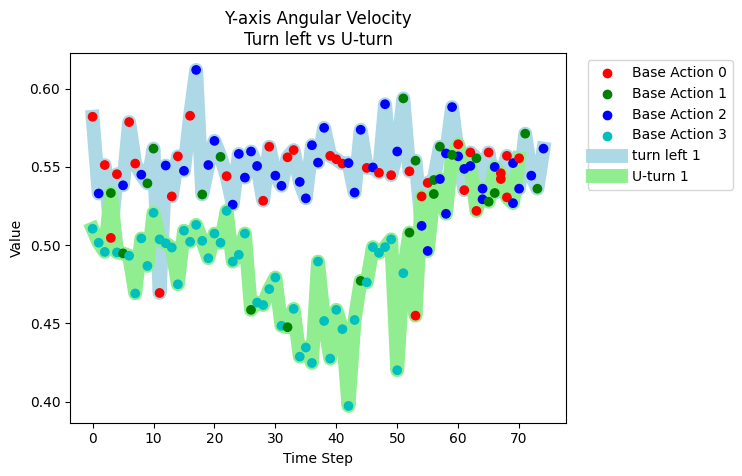 Y-axis Angular Velocity
Turn left vs U-turn
Value
0.60
0.55
0.50
0.45
0.40
0
10
20
30
40
50
60
70
Time Step
Base Action 0
Base Action 1
Base Action 2
Base Action 3
turn left 1
U-turn 1